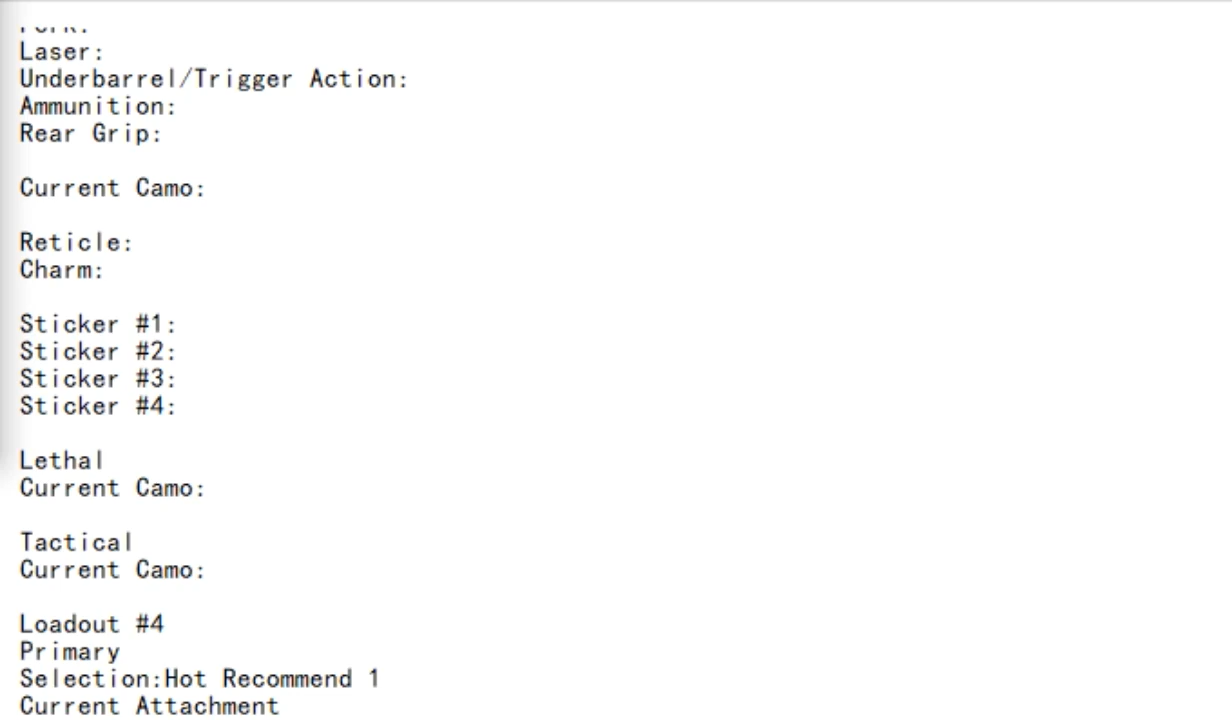 Laser:
Underbarrel/Trigger Action:
Ammunition:
Rear Grip:
Current Camo:
Reticle:
Charm:
Sticker #1:
Sticker #2:
Sticker #3:
Sticker #4:
Lethal
Current Camo:
Tactical
Current Camo:
Loadout #4
Primary
Selection:Hot Recommend 1
Current Attachment